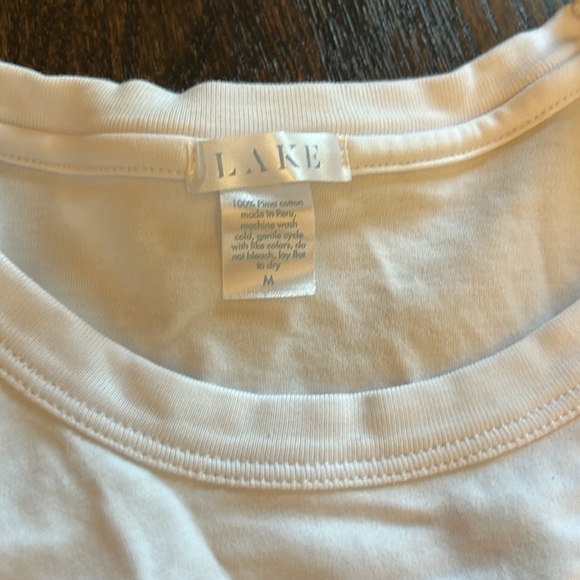 LAKE
100% Pima cotton
made in Peru,
machine wash
cold, gentle cycle
with like colors, do
not bleach, lay flat
to dry
M